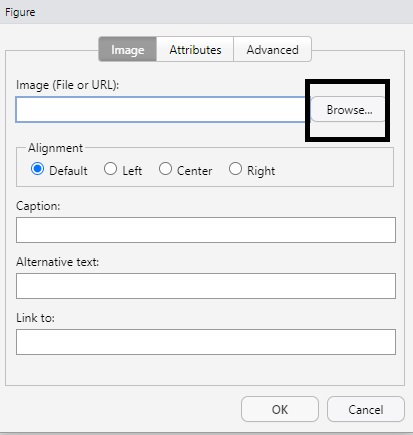 Figure
Image Attributes Advanced
Image (File or URL):
Browse...
Alignment
Default Left Center Right
Caption:
Alternative text:
Link to:
OK Cancel